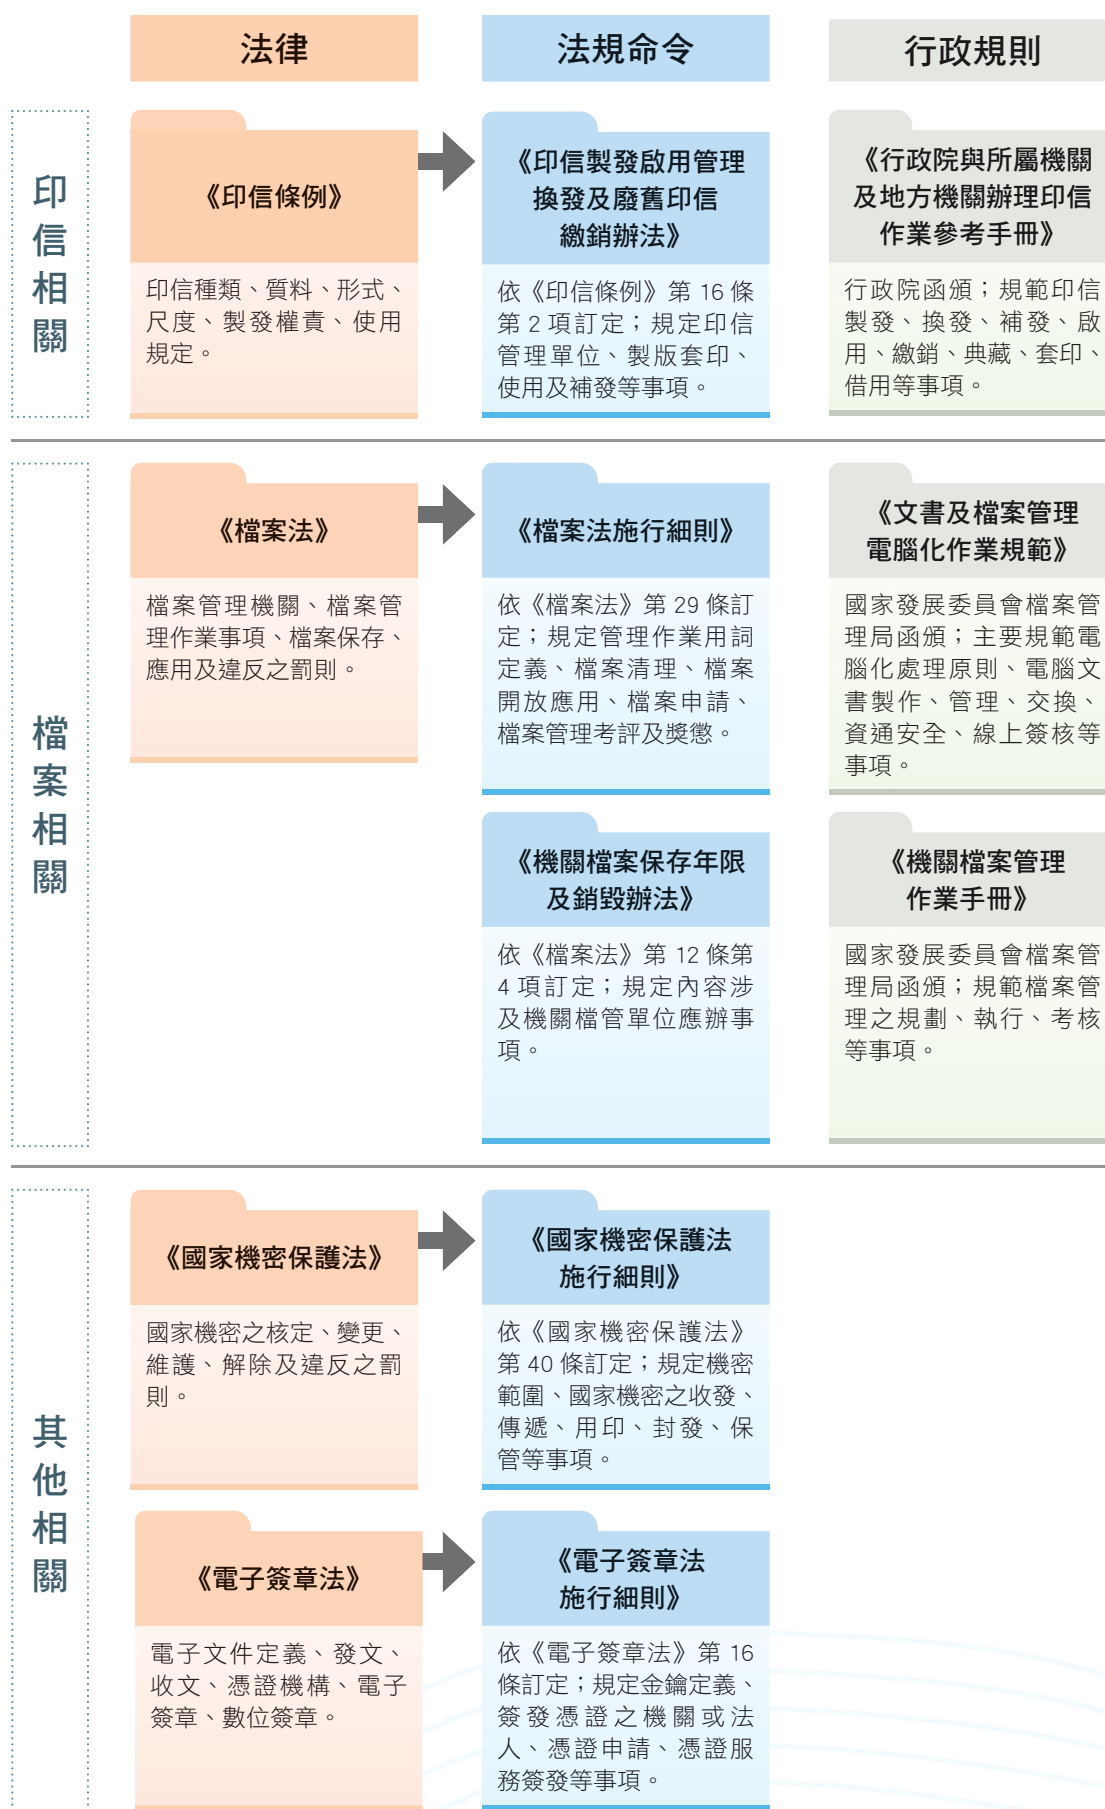 法律
法規命令
行政規則
印信相關
《印信條例》
印信種類、質料、形式、
尺度、製發權責、使用
規定。
《印信製發啟用管理
換發及廢舊印信
繳銷辦法》
依《印信條例》第 16 條
第 2 項訂定；規定印信
管理單位、製版套印、
使用及補發等事項。
《行政院與所屬機關
及地方機關辦理印信
作業參考手冊》
行政院函頒；規範印信
製發、換發、補發、啟
用、繳銷、典藏、套印、
借用等事項。
檔案相關
《檔案法》
檔案管理機關、檔案管
理作業事項、檔案保存、
應用及違反之罰則。
《檔案法施行細則》
依《檔案法》第 29 條訂
定；規定管理作業用詞
定義、檔案清理、檔案
開放應用、檔案申請、
檔案管理考評及獎懲。
《文書及檔案管理
電腦化作業規範》
國家發展委員會檔案管
理局函頒；主要規範電
腦化處理原則、電腦文
書製作、管理、交換、
資通安全、線上簽核等
事項。
《機關檔案保存年限
及銷毀辦法》
依《檔案法》第 12 條第
4 項訂定；規定內容涉
及機關檔管單位應辦事
項。
《機關檔案管理
作業手冊》
國家發展委員會檔案管
理局函頒；規範檔案管
理之規劃、執行、考核
等事項。
其他相關
《國家機密保護法》
國家機密之核定、變更、
維護、解除及違反之罰
則。
《國家機密保護法
施行細則》
依《國家機密保護法》
第 40 條訂定；規定機密
範圍、國家機密之收發、
傳遞、用印、封發、保
管等事項。
《電子簽章法》
電子文件定義、發文、
收文、憑證機構、電子
簽章、數位簽章。
《電子簽章法
施行細則》
依《電子簽章法》第 16
條訂定；規定金鑰定義、
簽發憑證之機關或法
人、憑證申請、憑證服
務簽發等事項。